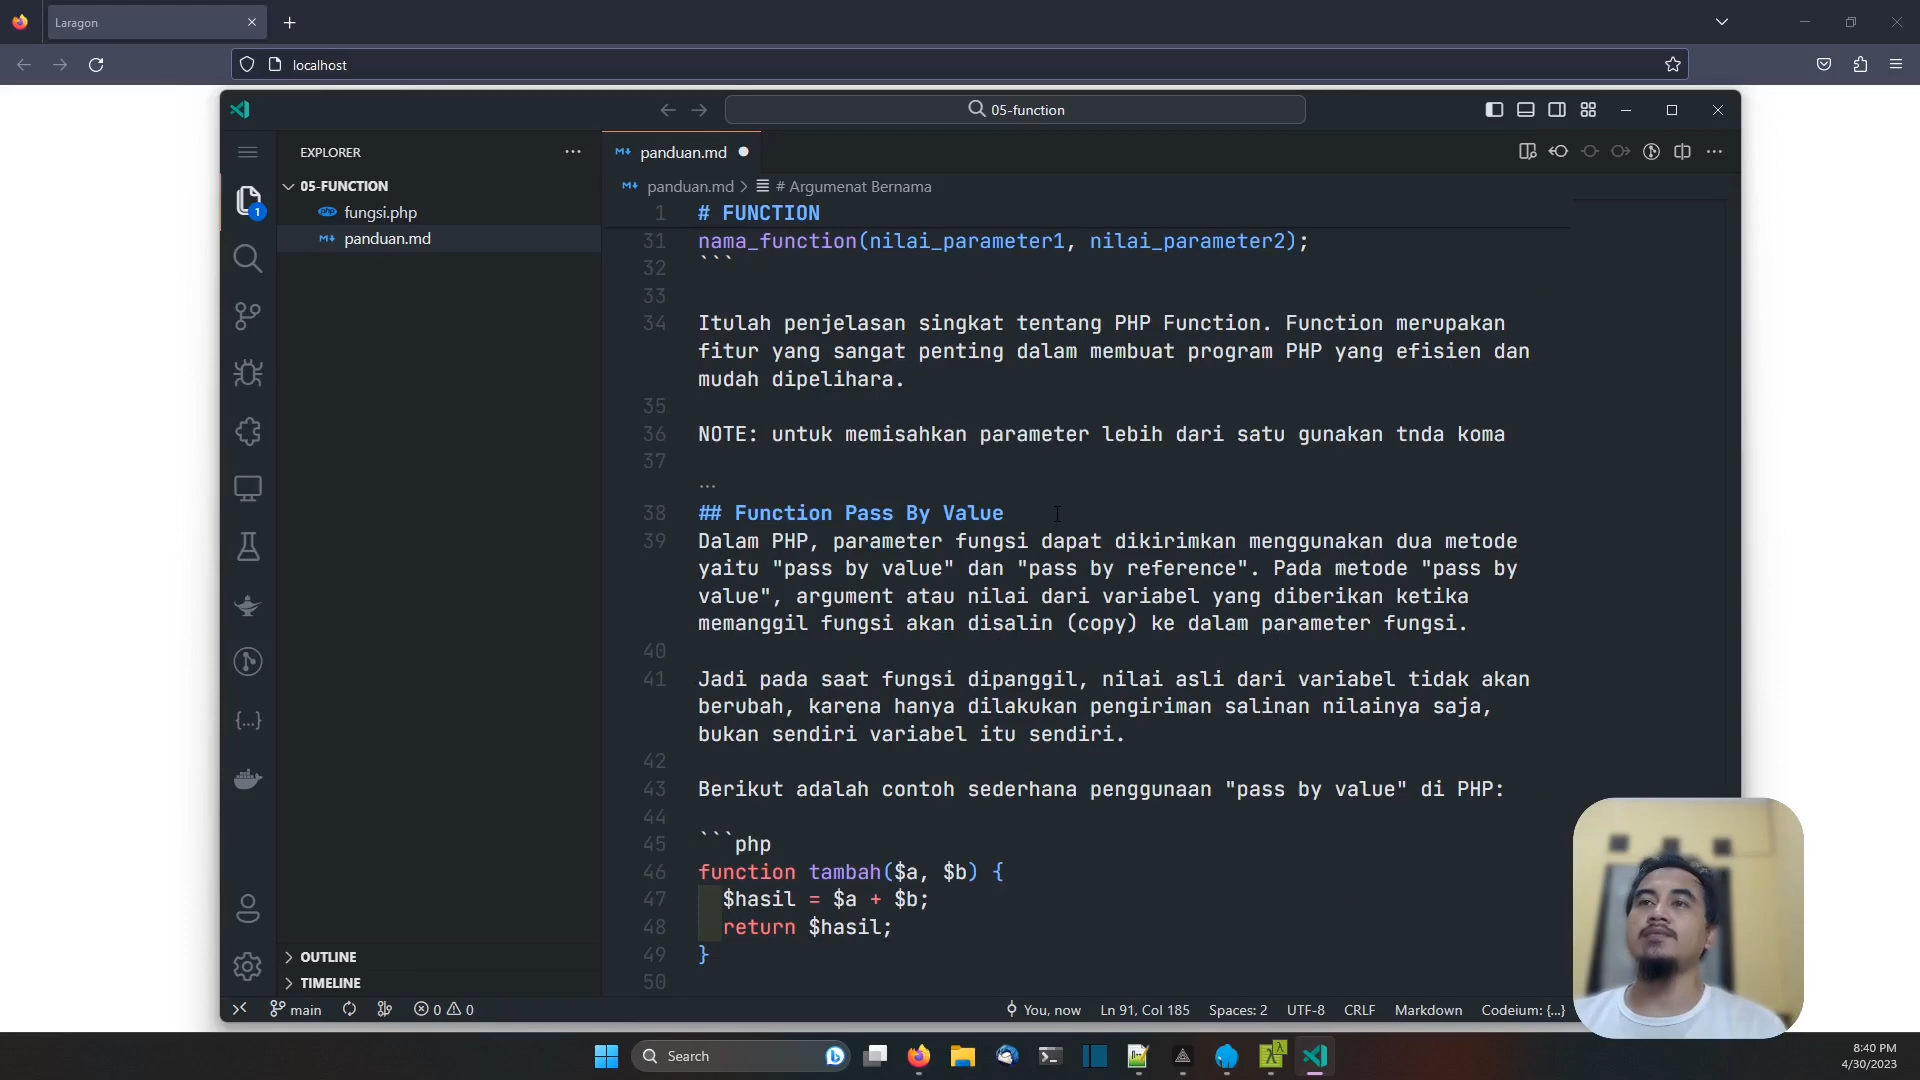 Laragon
localhost
05-function
EXPLORER
panduan.md
panduan.md > # Argumenat Bernama
05-FUNCTION
fungsi.php
panduan.md
1 # FUNCTION
31 nama_function(nilai_parameter1, nilai_parameter2);
32 ```
33
34 Itulah penjelasan singkat tentang PHP Function. Function merupakan
fitur yang sangat penting dalam membuat program PHP yang efisien dan
mudah dipelihara.
35
36 NOTE: untuk memisahkan parameter lebih dari satu gunakan tnda koma
37
...
38 ## Function Pass By Value
39 Dalam PHP, parameter fungsi dapat dikirimkan menggunakan dua metode
yaitu "pass by value" dan "pass by reference". Pada metode "pass by
value", argument atau nilai dari variabel yang diberikan ketika
memanggil fungsi akan disalin (copy) ke dalam parameter fungsi.
40
41 Jadi pada saat fungsi dipanggil, nilai asli dari variabel tidak akan
berubah, karena hanya dilakukan pengiriman salinan nilainya saja,
bukan sendiri variabel itu sendiri.
42
43 Berikut adalah contoh sederhana penggunaan "pass by value" di PHP:
44
45 ```php
46 function tambah($a, $b) {
47 $hasil = $a + $b;
48 return $hasil;
49 }
50
OUTLINE
TIMELINE
1
main
0 0
You, now
Ln 91, Col 185
Spaces: 2
UTF-8
CRLF
Markdown
Codeium: {...}
Search
8:40 PM
4/30/2023